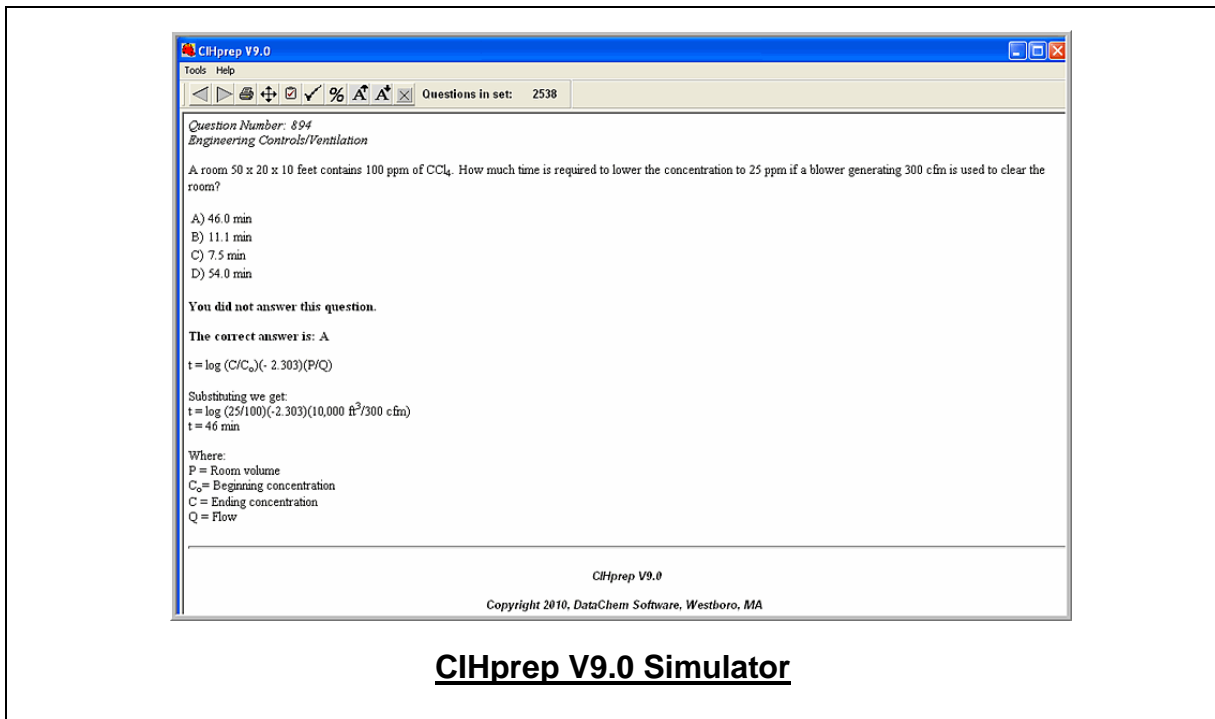 CIHprep V9.0
Tools Help
% A A Questions in set: 2538
Question Number: 894
Engineering Controls/Ventilation
A room 50 x 20 x 10 feet contains 100 ppm of CCl₄. How much time is required to lower the concentration to 25 ppm if a blower generating 300 cfm is used to clear the
room?
A) 46.0 min
B) 11.1 min
C) 7.5 min
D) 54.0 min
You did not answer this question.
The correct answer is: A
t = log (C/Cₒ)(- 2.303)(P/Q)
Substituting we get:
t = log (25/100)(-2.303)(10,000 ft³/300 cfm)
t = 46 min
Where:
P = Room volume
Cₒ= Beginning concentration
C = Ending concentration
Q = Flow
CIHprep V9.0
Copyright 2010, DataChem Software, Westboro, MA
CIHprep V9.0 Simulator